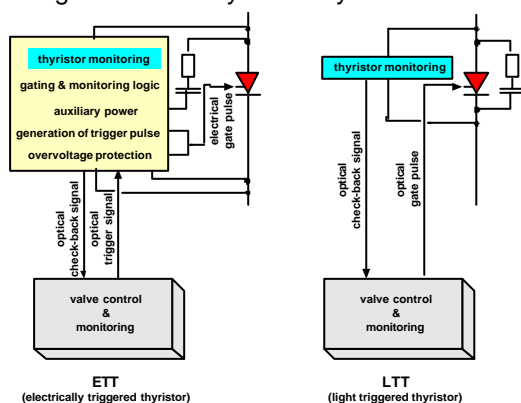 thyristor monitoring
gating & monitoring logic
auxiliary power
generation of trigger pulse
overvoltage protection
electrical
gate pulse
optical
check-back signal
optical
trigger signal
valve control
&
monitoring
ETT
(electrically triggered thyristor)
thyristor monitoring
optical
check-back signal
optical
gate pulse
valve control
&
monitoring
LTT
(light triggered thyristor)